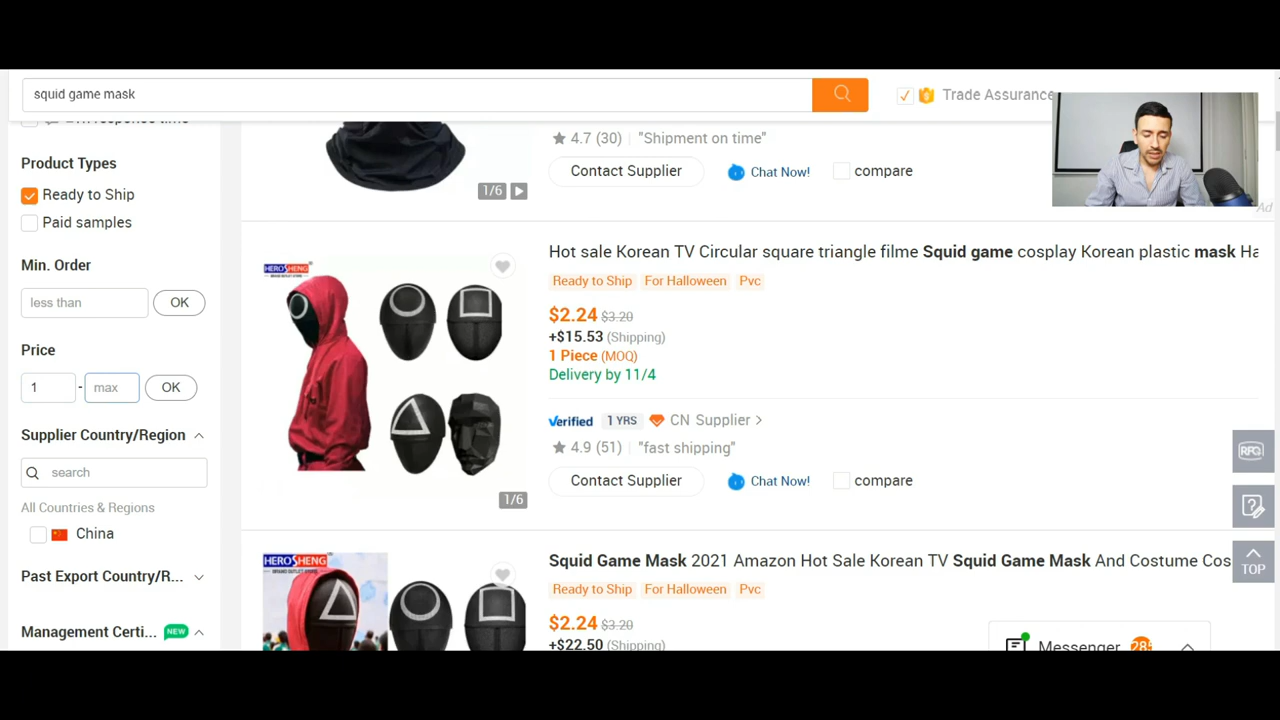 squid game mask
Trade Assurance
Product Types
Ready to Ship
Paid samples
Min. Order
less than
OK
Price
1
-
max
OK
Supplier Country/Region
search
All Countries & Regions
China
Past Export Country/R...
Management Certi...
NEW
4.7 (30)
"Shipment on time"
Contact Supplier
Chat Now!
compare
1/6
Ad
Hot sale Korean TV Circular square triangle filme Squid game cosplay Korean plastic mask Ha
Ready to Ship
For Halloween
Pvc
$2.24 $3.20
+$15.53 (Shipping)
1 Piece (MOQ)
Delivery by 11/4
Verified
1 YRS
CN Supplier >
4.9 (51)
"fast shipping"
Contact Supplier
Chat Now!
compare
HEROSHENG
1/6
RFQ
TOP
HEROSHENG
BRAND OUTLET STORE
Squid Game Mask 2021 Amazon Hot Sale Korean TV Squid Game Mask And Costume Cos
Ready to Ship
For Halloween
Pvc
$2.24 $3.20
+$22.50 (Shipping)
Messenger